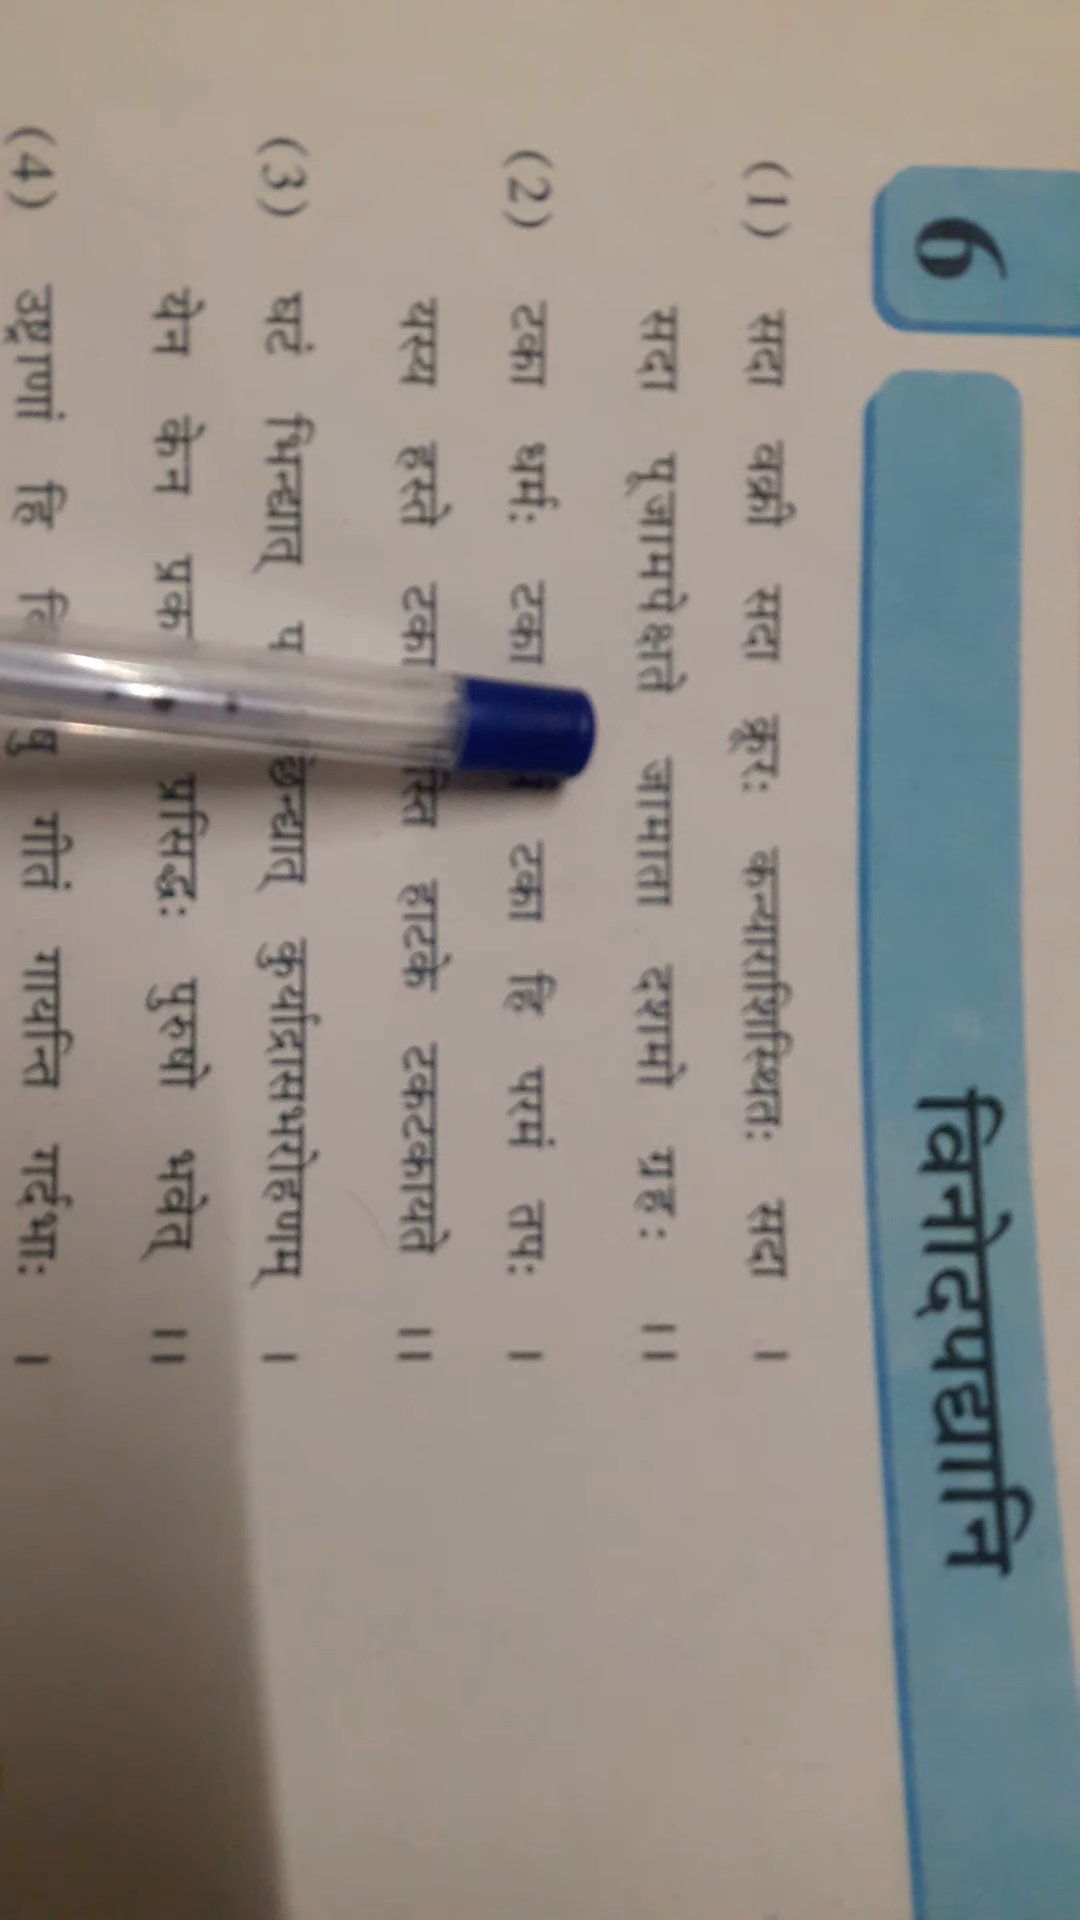 6 विनोदपद्यानि
(1) सदा वक्री सदा क्रूरः कन्याराशिस्थितः सदा ।
सदा पूजामपेक्षते जामाता दशमो ग्रहः ।।
(2) टका धर्मः टका टका हि परमं तपः ।
यस्य हस्ते टका हाटके टकटकायते ।।
(3) घटं भिन्द्यात् कुर्याद्रासभरोहणम् ।
येन केन प्रसिद्धः पुरुषो भवेत् ।।
(4) उष्ट्राणां हि गीतं गायन्ति गर्दभाः ।